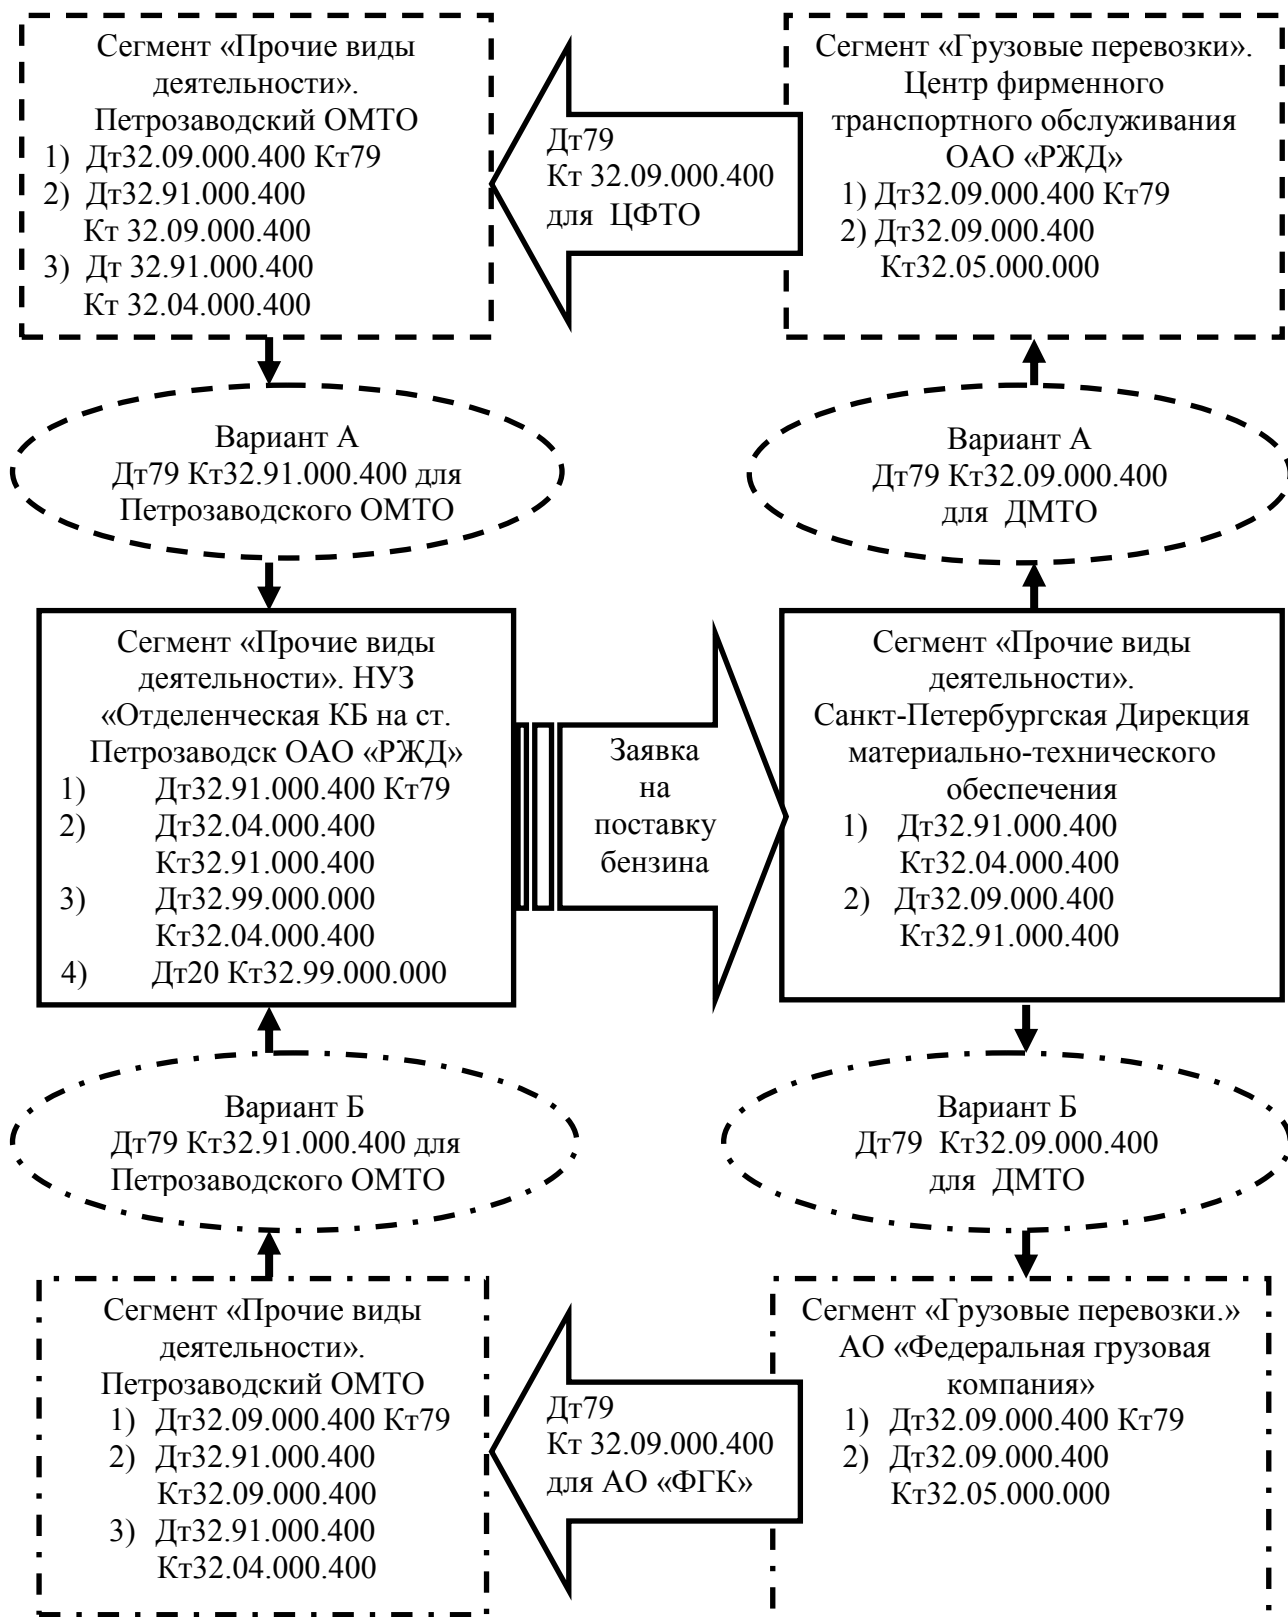 Сегмент «Прочие виды
деятельности».
Петрозаводский ОМТО
1) Дт32.09.000.400 Кт79
2) Дт32.91.000.400
Кт 32.09.000.400
3) Дт 32.91.000.400
Кт 32.04.000.400
Дт79
Кт 32.09.000.400
для ЦФТО
Сегмент «Грузовые перевозки».
Центр фирменного
транспортного обслуживания
ОАО «РЖД»
1) Дт32.09.000.400 Кт79
2) Дт32.09.000.400
Кт32.05.000.000
Вариант А
Дт79 Кт32.91.000.400 для
Петрозаводского ОМТО
Вариант А
Дт79 Кт32.09.000.400
для ДМТО
Сегмент «Прочие виды
деятельности». НУЗ
«Отделенческая КБ на ст.
Петрозаводск ОАО «РЖД»
1) Дт32.91.000.400 Кт79
2) Дт32.04.000.400
Кт32.91.000.400
3) Дт32.99.000.000
Кт32.04.000.400
4) Дт20 Кт32.99.000.000
Заявка
на
поставку
бензина
Сегмент «Прочие виды
деятельности».
Санкт-Петербургская Дирекция
материально-технического
обеспечения
1) Дт32.91.000.400
Кт32.04.000.400
2) Дт32.09.000.400
Кт32.91.000.400
Вариант Б
Дт79 Кт32.91.000.400 для
Петрозаводского ОМТО
Вариант Б
Дт79 Кт32.09.000.400
для ДМТО
Сегмент «Прочие виды
деятельности».
Петрозаводский ОМТО
1) Дт32.09.000.400 Кт79
2) Дт32.91.000.400
Кт32.09.000.400
3) Дт32.91.000.400
Кт32.04.000.400
Дт79
Кт 32.09.000.400
для АО «ФГК»
Сегмент «Грузовые перевозки.»
АО «Федеральная грузовая
компания»
1) Дт32.09.000.400 Кт79
2) Дт32.09.000.400
Кт32.05.000.000